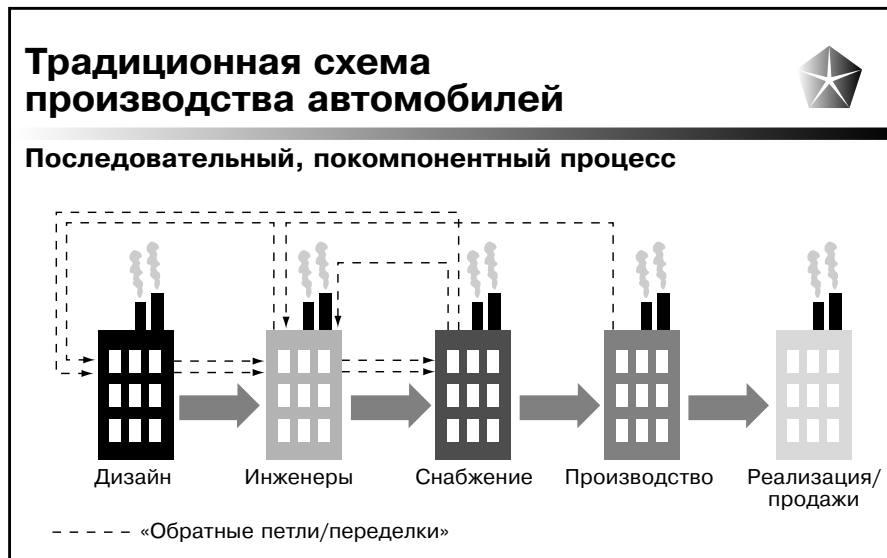 Традиционная схема
производства автомобилей
Последовательный, покомпонентный процесс
Дизайн
Инженеры
Снабжение
Производство
Реализация/
продажи
«Обратные петли/переделки»